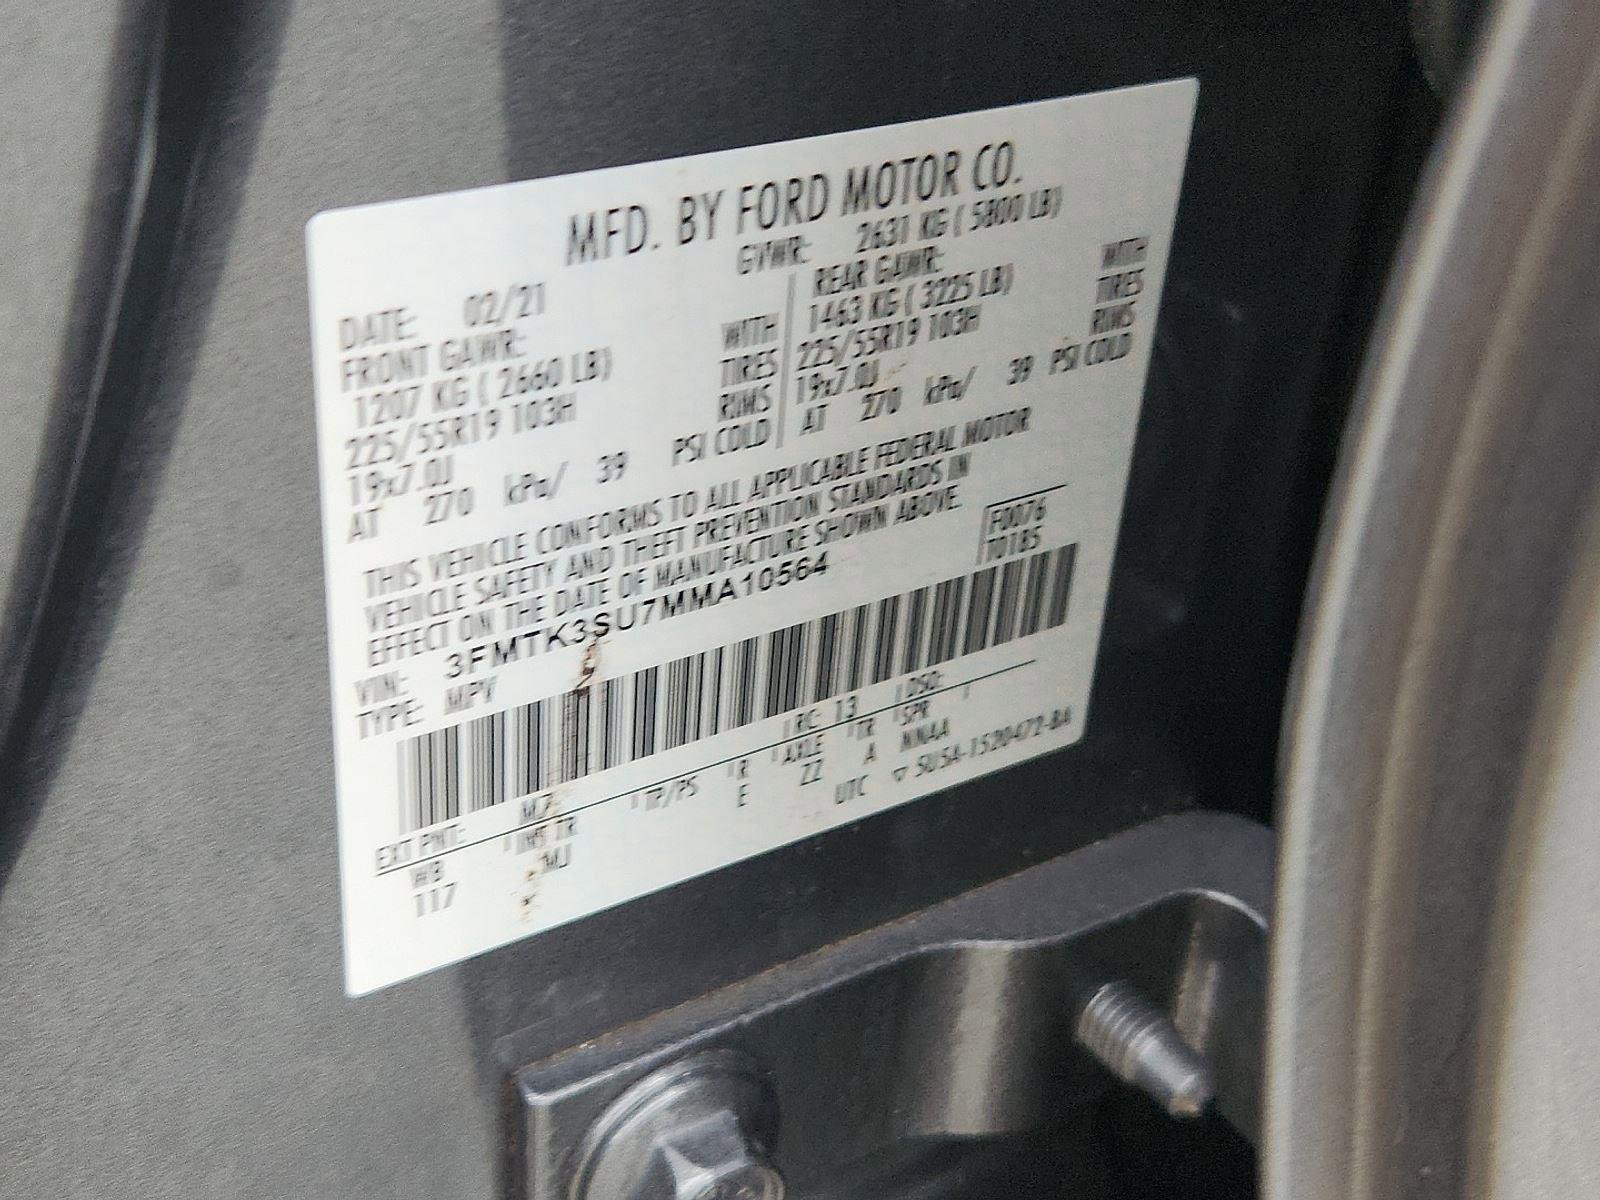 MFD. BY FORD MOTOR CO.
DATE: 02/21 GVWR: 2631 KG ( 5800 LB)
FRONT GAWR: REAR GAWR:
1207 KG ( 2660 LB) WITH 1463 KG ( 3225 LB) WITH
225/55R19 103H TIRES 225/55R19 103H TIRES
19x7.0J RIMS 19x7.0J RIMS
AT 270 kPa/ 39 PSI COLD AT 270 kPa/ 39 PSI COLD
THIS VEHICLE CONFORMS TO ALL APPLICABLE FEDERAL MOTOR
VEHICLE SAFETY AND THEFT PREVENTION STANDARDS IN
EFFECT ON THE DATE OF MANUFACTURE SHOWN ABOVE.
VIN: 3FMTK3SU7MMA10564 F0076
TYPE: MPV T0185
EXT PNT: M7 RC: 13 DSO:
WB INT TR TP/PS R AXLE TR SPR
117 MJ E ZZ A NNAA
UTC ▽ 5U5A-1520472-BA